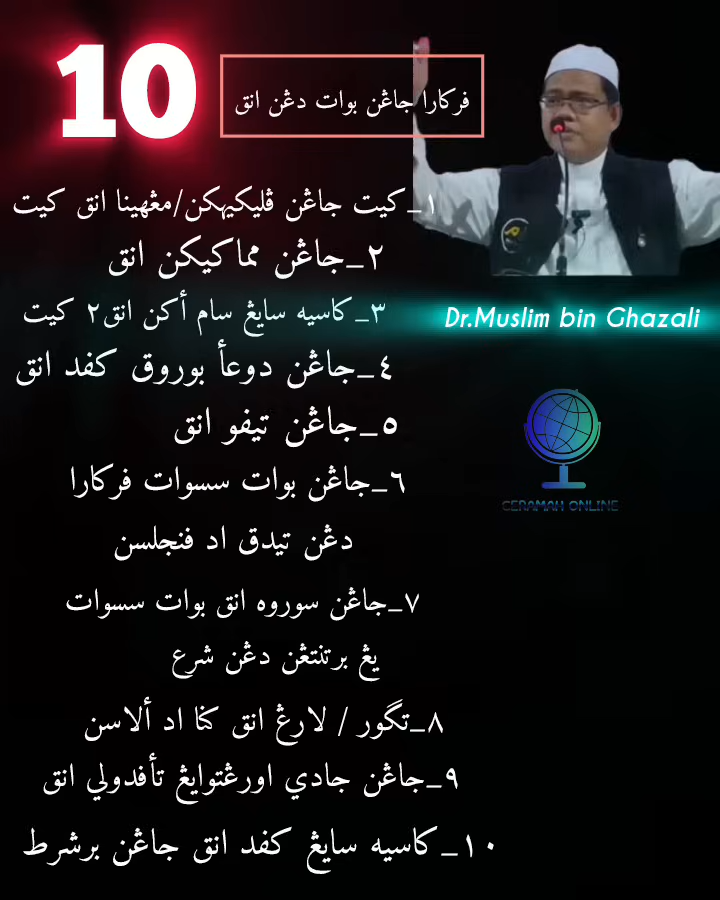 10
فركارا جاڠن بوات دڠن انق
١_كيت جاڠن ڤليكيهكن/مڠهينا انق كيت
٢_جاڠن مماكيكن انق
٣_كاسيه سايڠ سام أكن انق٢ كيت
Dr.Muslim bin Ghazali
٤_جاڠن دوعأ بوروق كفد انق
٥_جاڠن تيفو انق
٦_جاڠن بوات سسوات فركارا
دڠن تيدق اد فنجلسن
CERAMAH ONLINE
٧_جاڠن سوروه انق بوات سسوات
يڠ برتنتڠن دڠن شرع
٨_تگور / لارڠ انق كنا اد ألاسن
٩_جاڠن جادي اورڠتوايڠ تأفدولي انق
١٠_كاسيه سايڠ كفد انق جاڠن برشرط